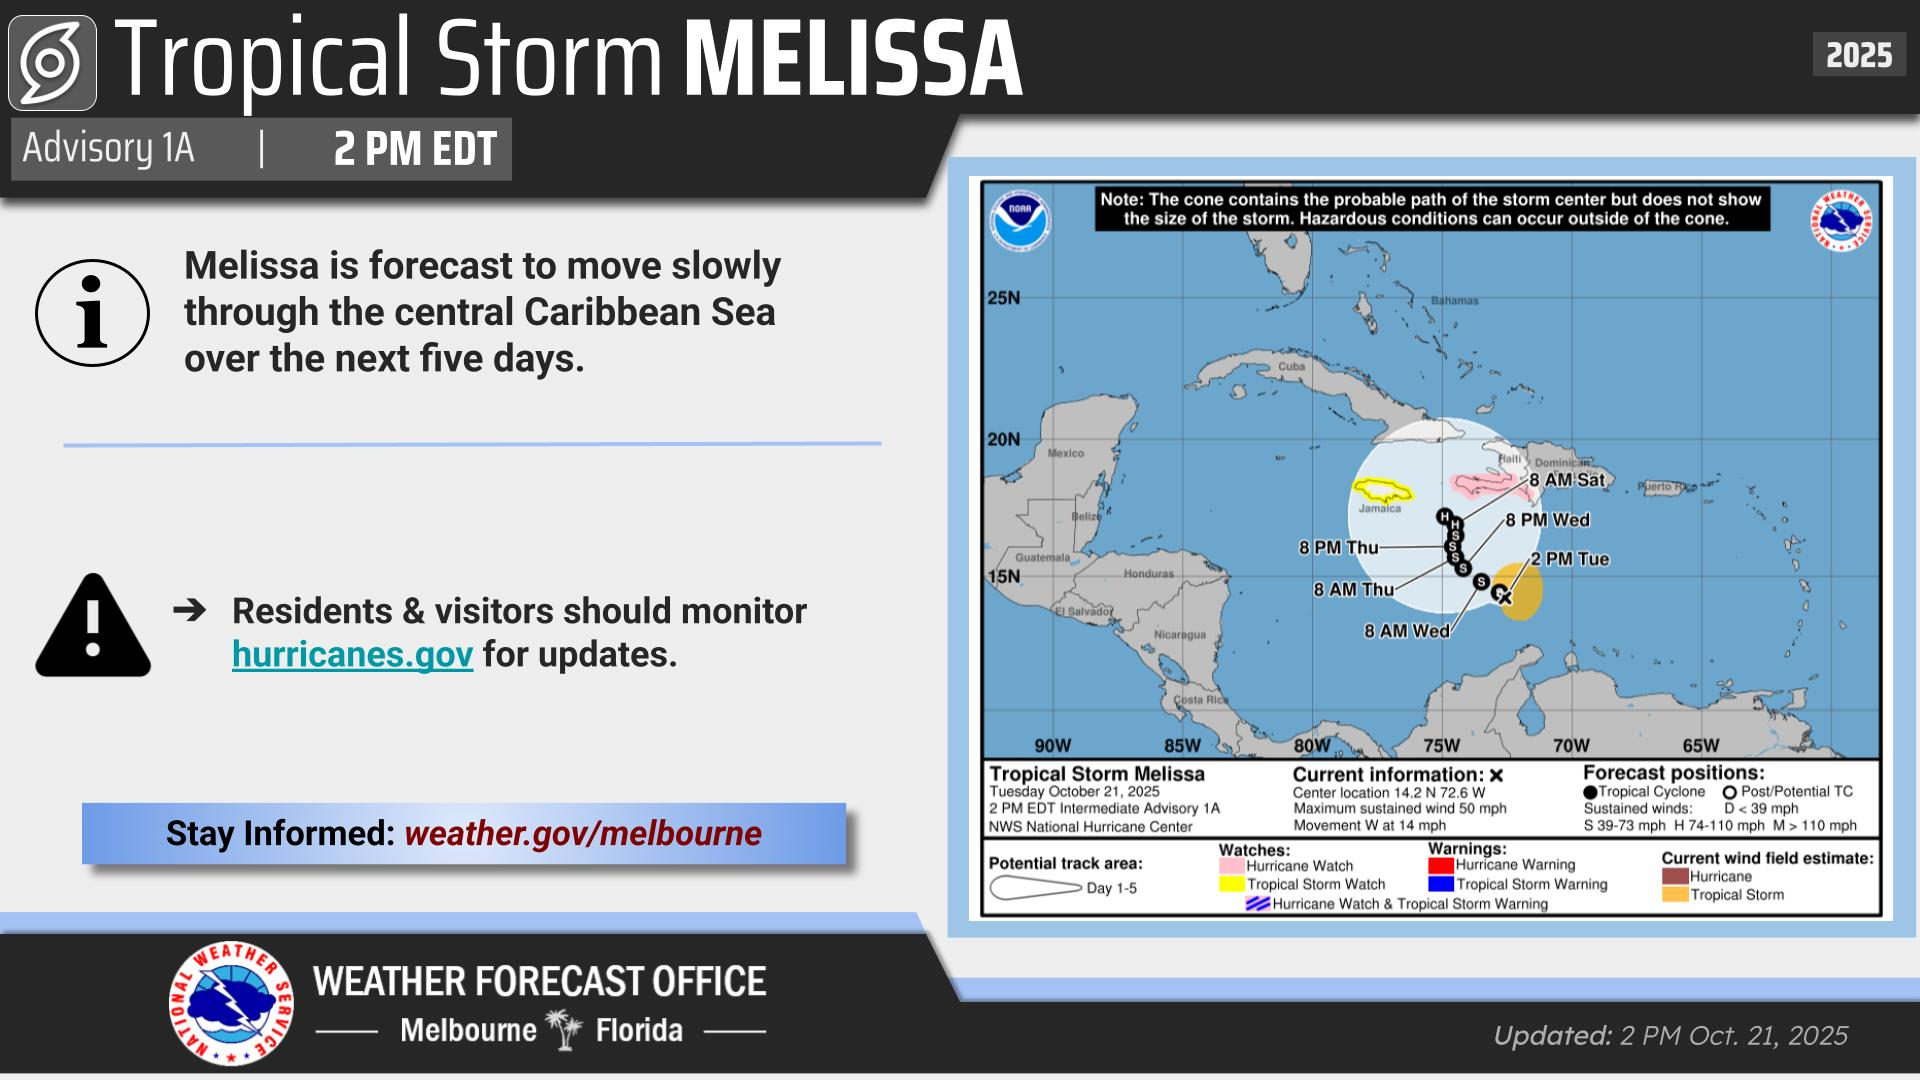 Tropical Storm MELISSA
2025
Advisory 1A | 2 PM EDT
Melissa is forecast to move slowly
through the central Caribbean Sea
over the next five days.
➔ Residents & visitors should monitor
hurricanes.gov for updates.
Stay Informed: weather.gov/melbourne
NATIONAL WEATHER SERVICE
WEATHER FORECAST OFFICE
Melbourne Florida
Note: The cone contains the probable path of the storm center but does not show
the size of the storm. Hazardous conditions can occur outside of the cone.
NOAA
NATIONAL WEATHER SERVICE
25N
Bahamas
Cuba
20N
Mexico
Haiti
Dominican
8 AM Sat
Puerto Rico
Jamaica
Belize
8 PM Wed
8 PM Thu
2 PM Tue
Guatemala
Honduras
15N
8 AM Thu
El Salvador
8 AM Wed
Nicaragua
Costa Rica
90W 85W 80W 75W 70W 65W
Tropical Storm Melissa
Tuesday October 21, 2025
2 PM EDT Intermediate Advisory 1A
NWS National Hurricane Center
Current information: x
Center location 14.2 N 72.6 W
Maximum sustained wind 50 mph
Movement W at 14 mph
Forecast positions:
Tropical Cyclone Post/Potential TC
Sustained winds: D < 39 mph
S 39-73 mph H 74-110 mph M > 110 mph
Potential track area:
Day 1-5
Watches:
Hurricane Watch
Tropical Storm Watch
Warnings:
Hurricane Warning
Tropical Storm Warning
Hurricane Watch & Tropical Storm Warning
Current wind field estimate:
Hurricane
Tropical Storm
Updated: 2 PM Oct. 21, 2025